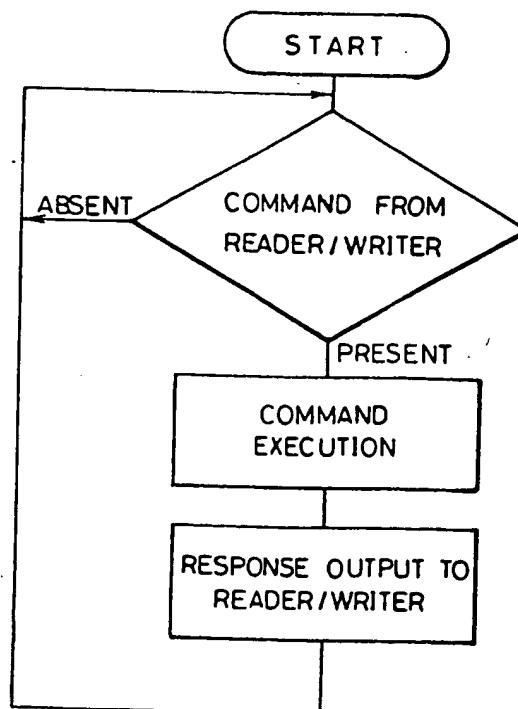 START
ABSENT
COMMAND FROM
READER/WRITER
PRESENT
COMMAND
EXECUTION
RESPONSE OUTPUT TO
READER/WRITER